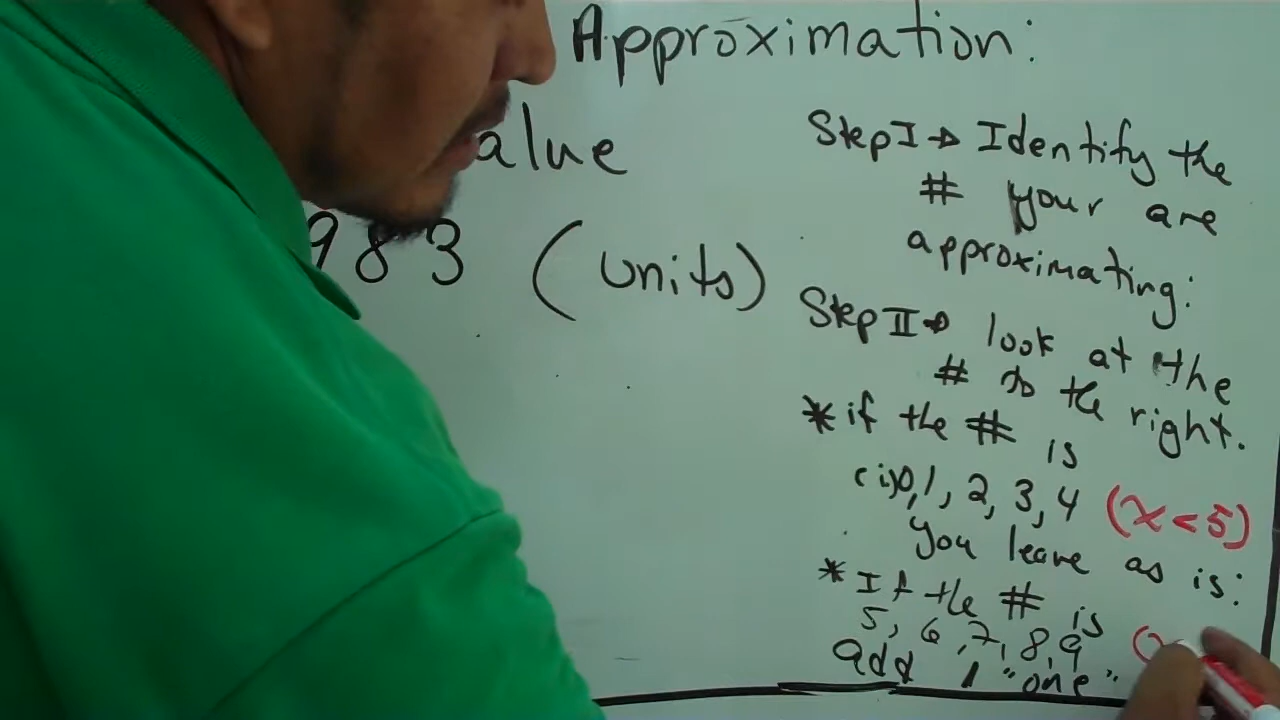 Approximation:
alue
983 (units)
Step I → Identify the
# your are
approximating:
Step II → look at the
# to the right.
* if the # is
(i) 0, 1, 2, 3, 4 (x < 5)
you leave as is:
* If the # is
5, 6, 7, 8, 9 (
add 1 "one"